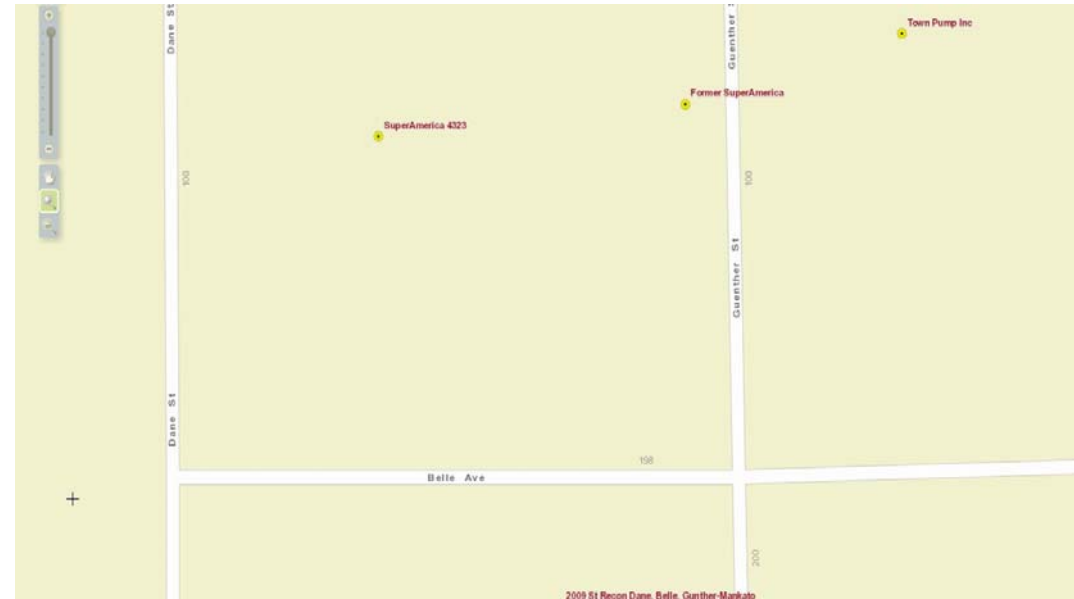 Dane St
Guenther
Town Pump Inc
Former SuperAmerica
SuperAmerica 4323
100
100
Guenther St
Dane St
198
Belle Ave
200
2009 St Recon Dane, Belle, Gunther-Mankato